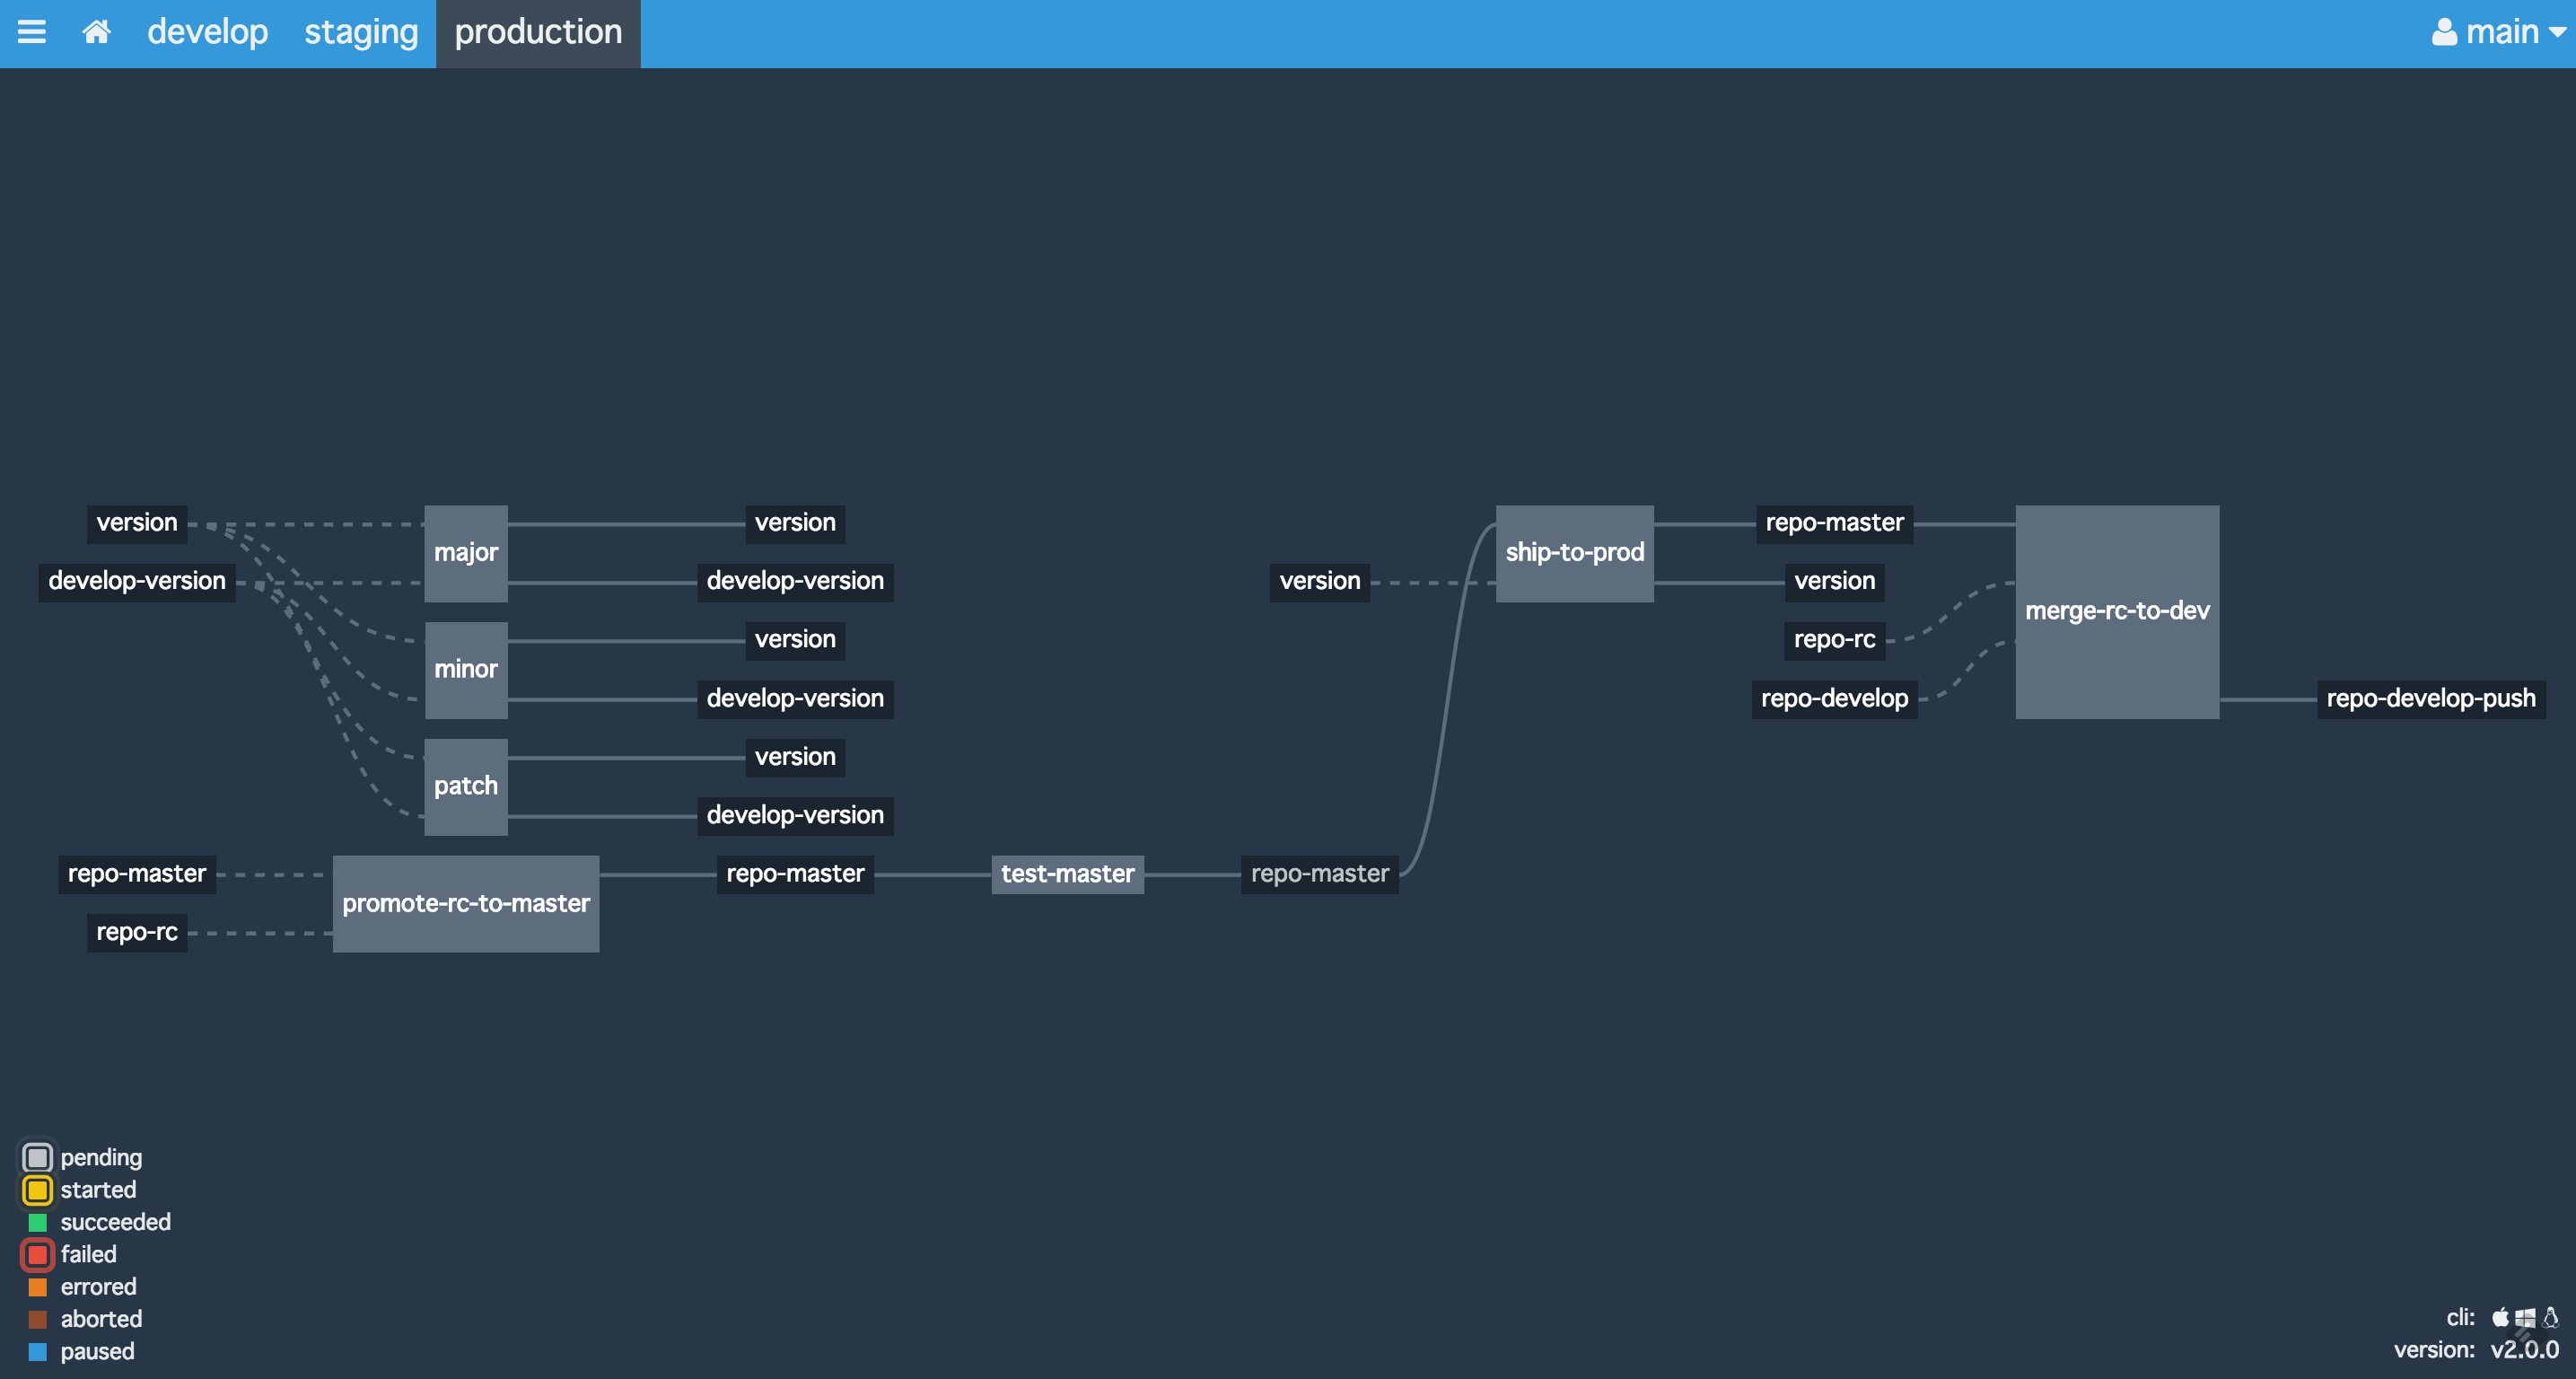 develop staging production
main
version
develop-version
major
minor
patch
version
develop-version
version
develop-version
version
develop-version
repo-master
repo-rc
promote-rc-to-master
repo-master
test-master
repo-master
version
ship-to-prod
repo-master
version
repo-rc
repo-develop
merge-rc-to-dev
repo-develop-push
pending
started
succeeded
failed
errored
aborted
paused
cli:
version: v2.0.0